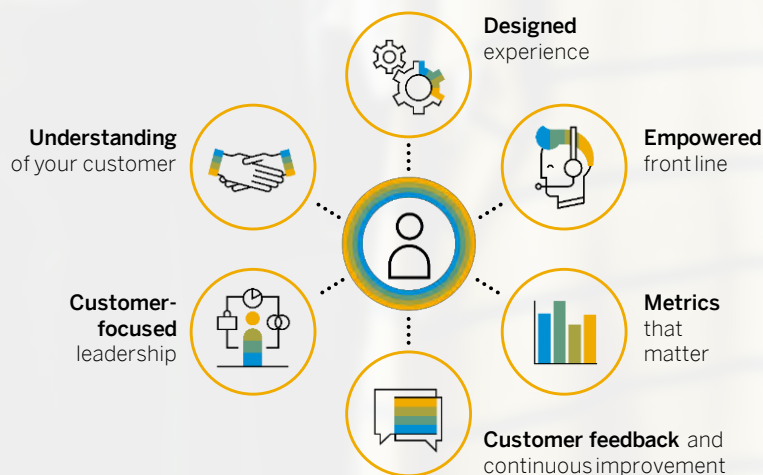 Designed
experience
Understanding
of your customer
Empowered
front line
Customer-
focused
leadership
Metrics
that
matter
Customer feedback and
continuous improvement